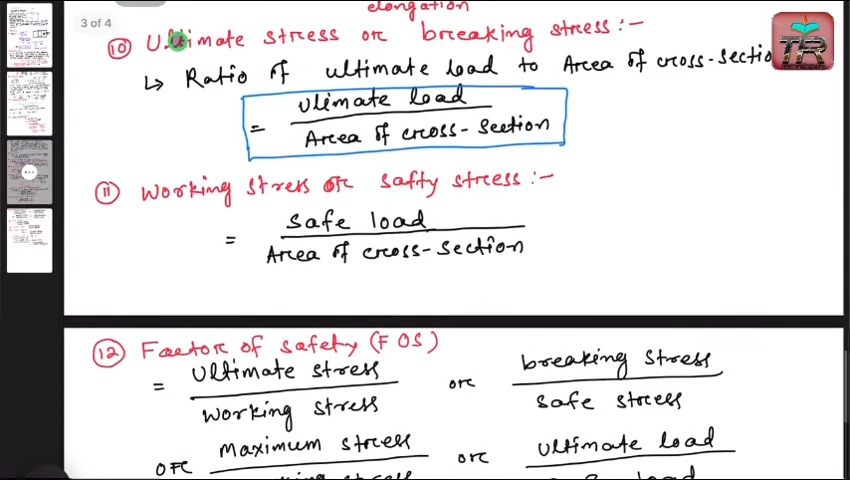 elongation
3 of 4
⑩ Ultimate stress or breaking stress :-
↳ Ratio of ultimate load to Area of cross-sectio
= Ulimate load
Area of cross-section
⑪ Working stress or safty stress :-
= Safe load
Area of cross-section
⑫ Factor of safety (FOS)
= Ultimate stress or breaking stress
working stress safe stress
or maximum stress or ultimate load
TR